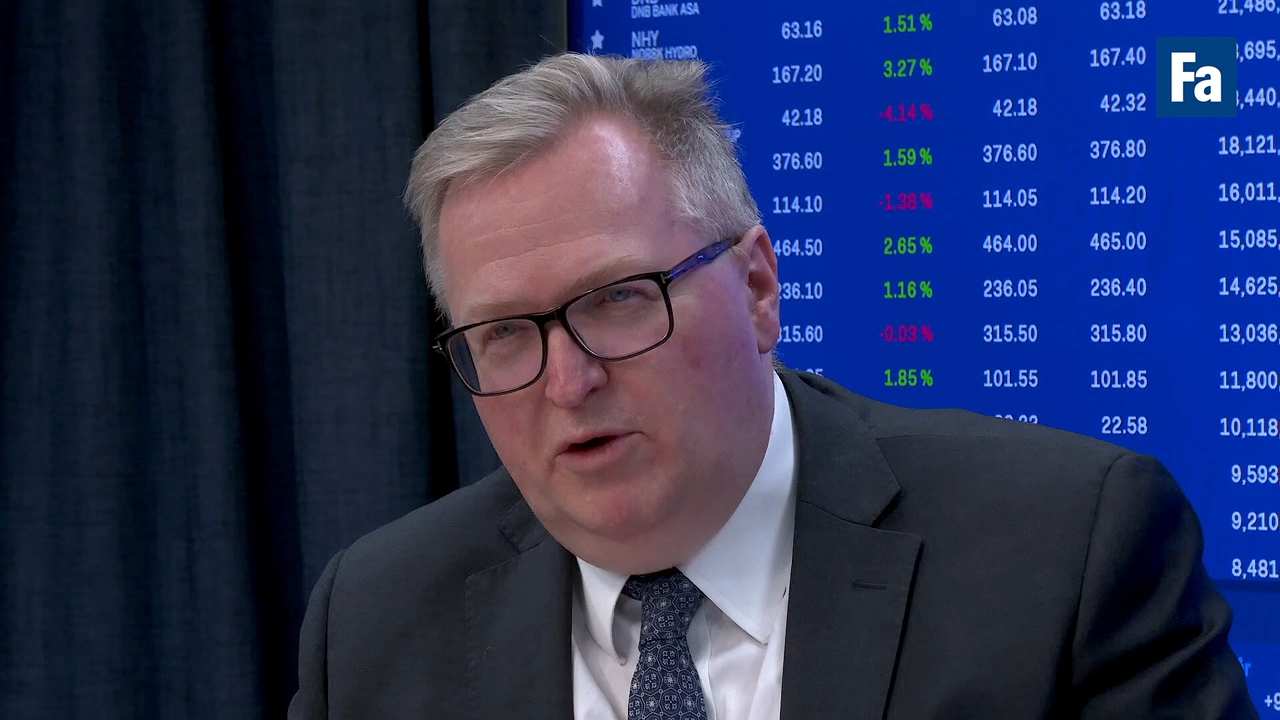 DNB BANK ASA
63.16 1.51 % 63.08 63.18 21,486,
NHY
NORSK HYDRO
167.20 3.27 % 167.10 167.40
Fa
42.18 -4.14 % 42.18 42.32
376.60 1.59 % 376.60 376.80 18,121,
114.10 -1.38 % 114.05 114.20 16,011,
464.50 2.65 % 464.00 465.00 15,085,
236.10 1.16 % 236.05 236.40 14,625,
315.60 -0.03 % 315.50 315.80 13,036,
1.85 % 101.55 101.85 11,800
22.58 10,118
9,593
9,210
8,481